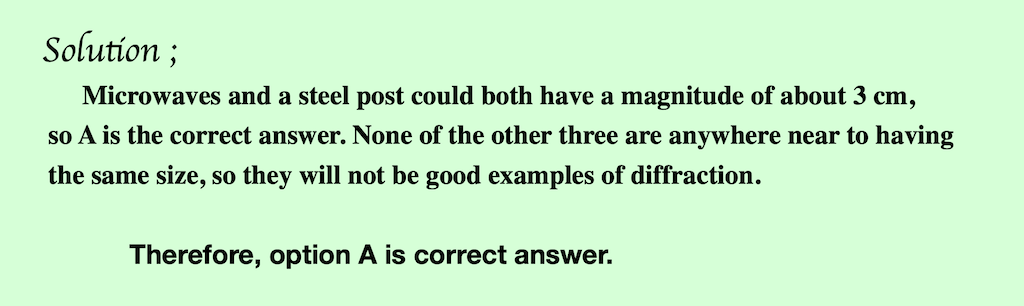 Solution ;
Microwaves and a steel post could both have a magnitude of about 3 cm,
so A is the correct answer. None of the other three are anywhere near to having
the same size, so they will not be good examples of diffraction.
Therefore, option A is correct answer.